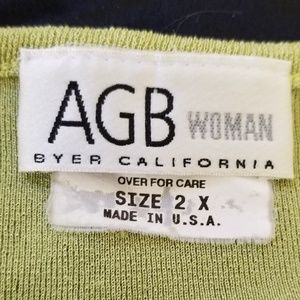 AGB WOMAN
BYER CALIFORNIA
OVER FOR CARE
SIZE 2 X
MADE IN U.S.A.